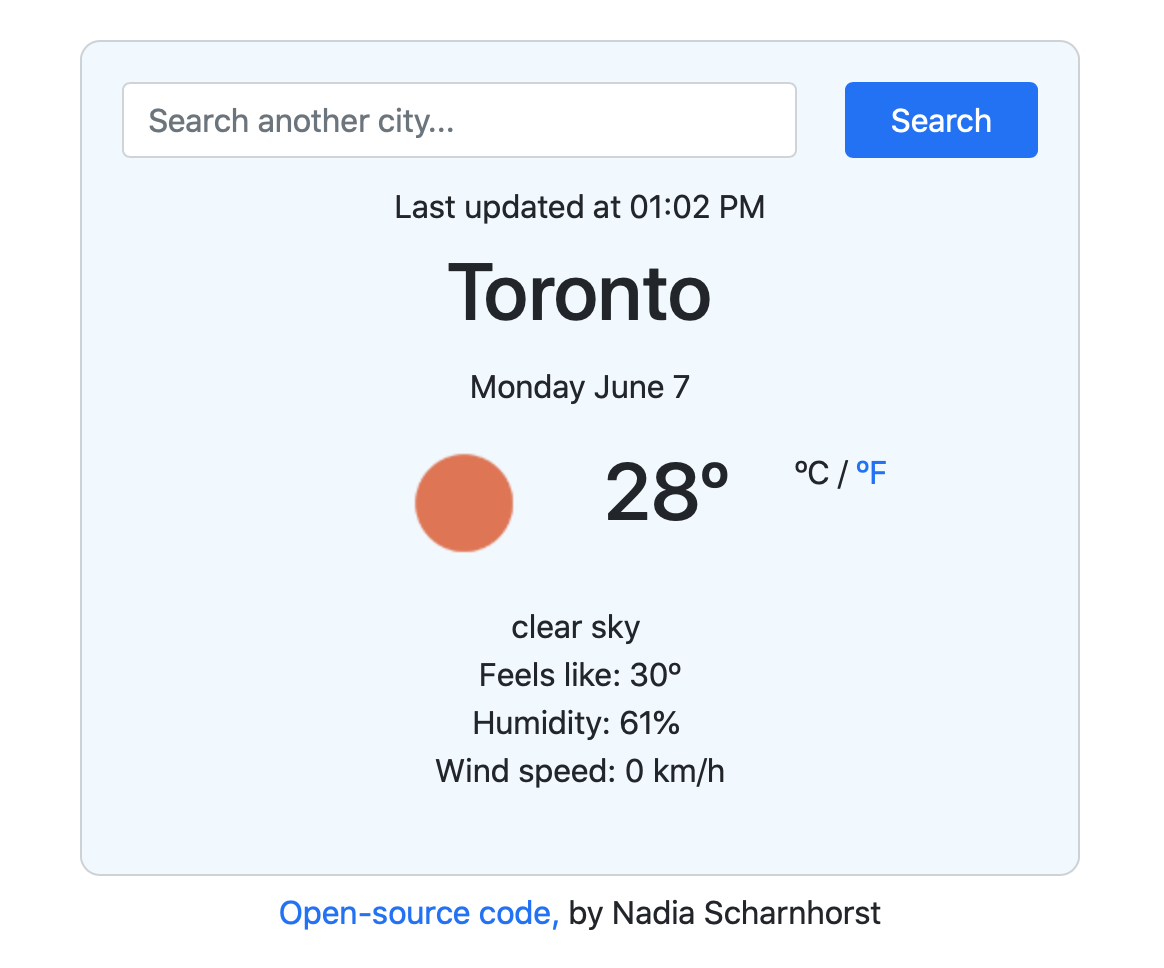 Search another city...
Search
Last updated at 01:02 PM
Toronto
Monday June 7
28º
ºC / ºF
clear sky
Feels like: 30º
Humidity: 61%
Wind speed: 0 km/h
Open-source code, by Nadia Scharnhorst